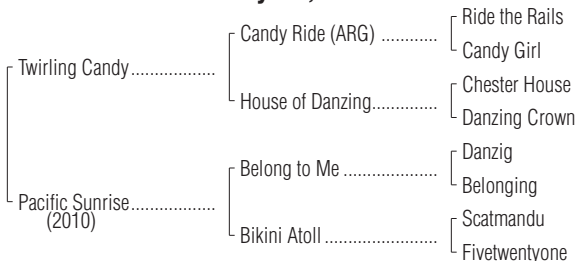 Ride the Rails
Candy Ride (ARG) ............
Candy Girl
Twirling Candy..................
Chester House
House of Danzing..............
Danzing Crown
Danzig
Belong to Me ....................
Belonging
Pacific Sunrise..................
(2010)
Scatmandu
Bikini Atoll ........................
Fivetwentyone